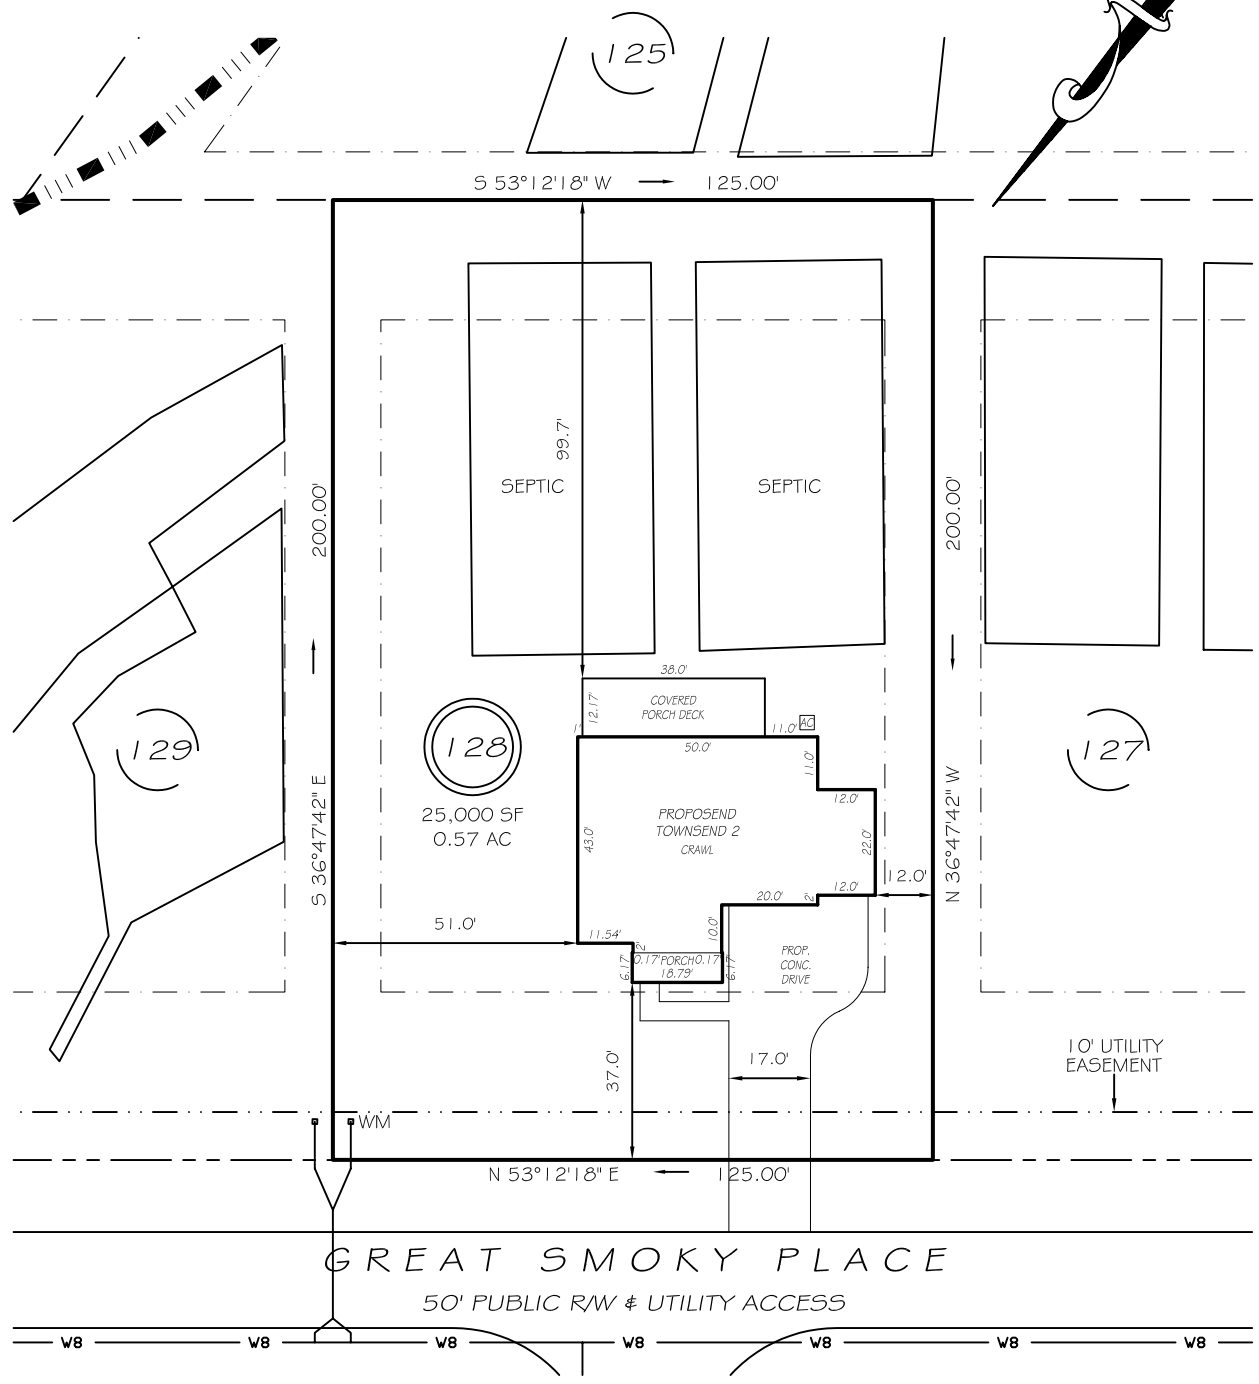 125
S 53°12'18" W 125.00'
99.7'
SEPTIC
SEPTIC
200.00'
200.00'
38.0'
COVERED
PORCH DECK
12.17'
1'
11.0'
AC
50.0'
11.0'
129
128
127
25,000 SF
0.57 AC
S 36°47'42" E
N 36°47'42" W
PROPOSEND
TOWNSEND 2
CRAWL
43.0'
12.0'
22.0'
12.0'
12.0'
20.0'
2'
51.0'
11.54'
2'
10.0'
0.17'
PORCH
0.17'
6.17'
18.79'
6.17'
PROP.
CONC.
DRIVE
37.0'
17.0'
10' UTILITY
EASEMENT
WM
N 53°12'18" E 125.00'
GREAT SMOKY PLACE
50' PUBLIC R/W & UTILITY ACCESS
W8 W8 W8 W8 W8 W8 W8